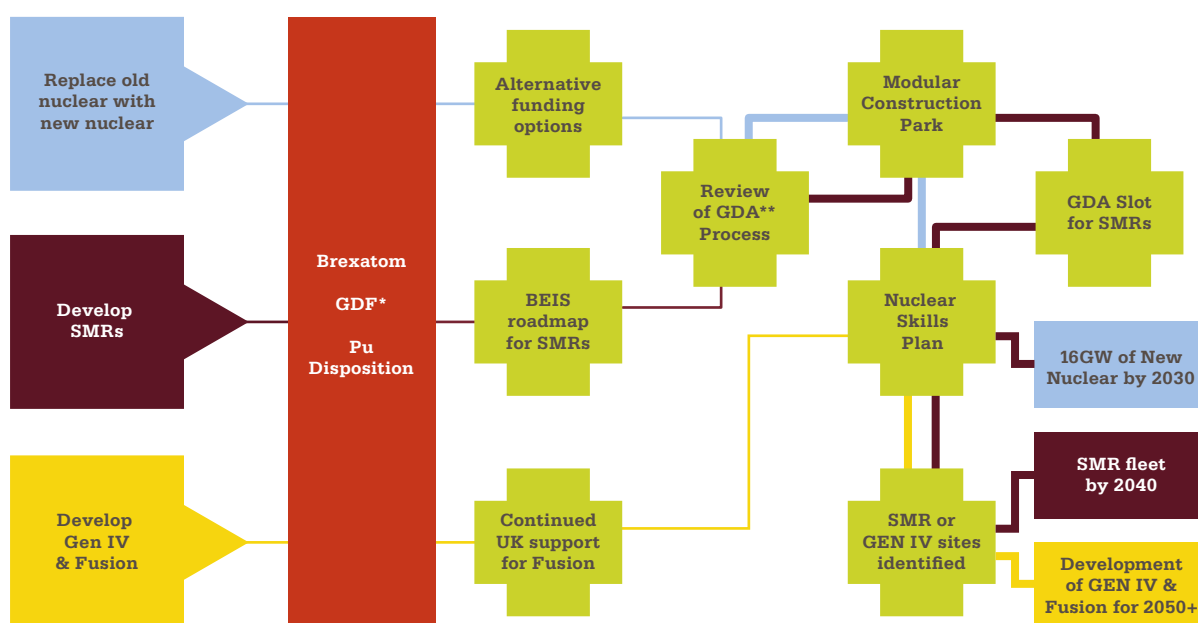 Replace old
nuclear with
new nuclear
Develop
SMRs
Develop
Gen IV
& Fusion
Brexatom
GDF*
Pu
Disposition
Alternative
funding
options
BEIS
roadmap
for SMRs
Continued
UK support
for Fusion
Review
of GDA**
Process
Modular
Construction
Park
Nuclear
Skills
Plan
SMR or
GEN IV sites
identified
GDA Slot
for SMRs
16GW of New
Nuclear by 2030
SMR fleet
by 2040
Development
of GEN IV &
Fusion for 2050+